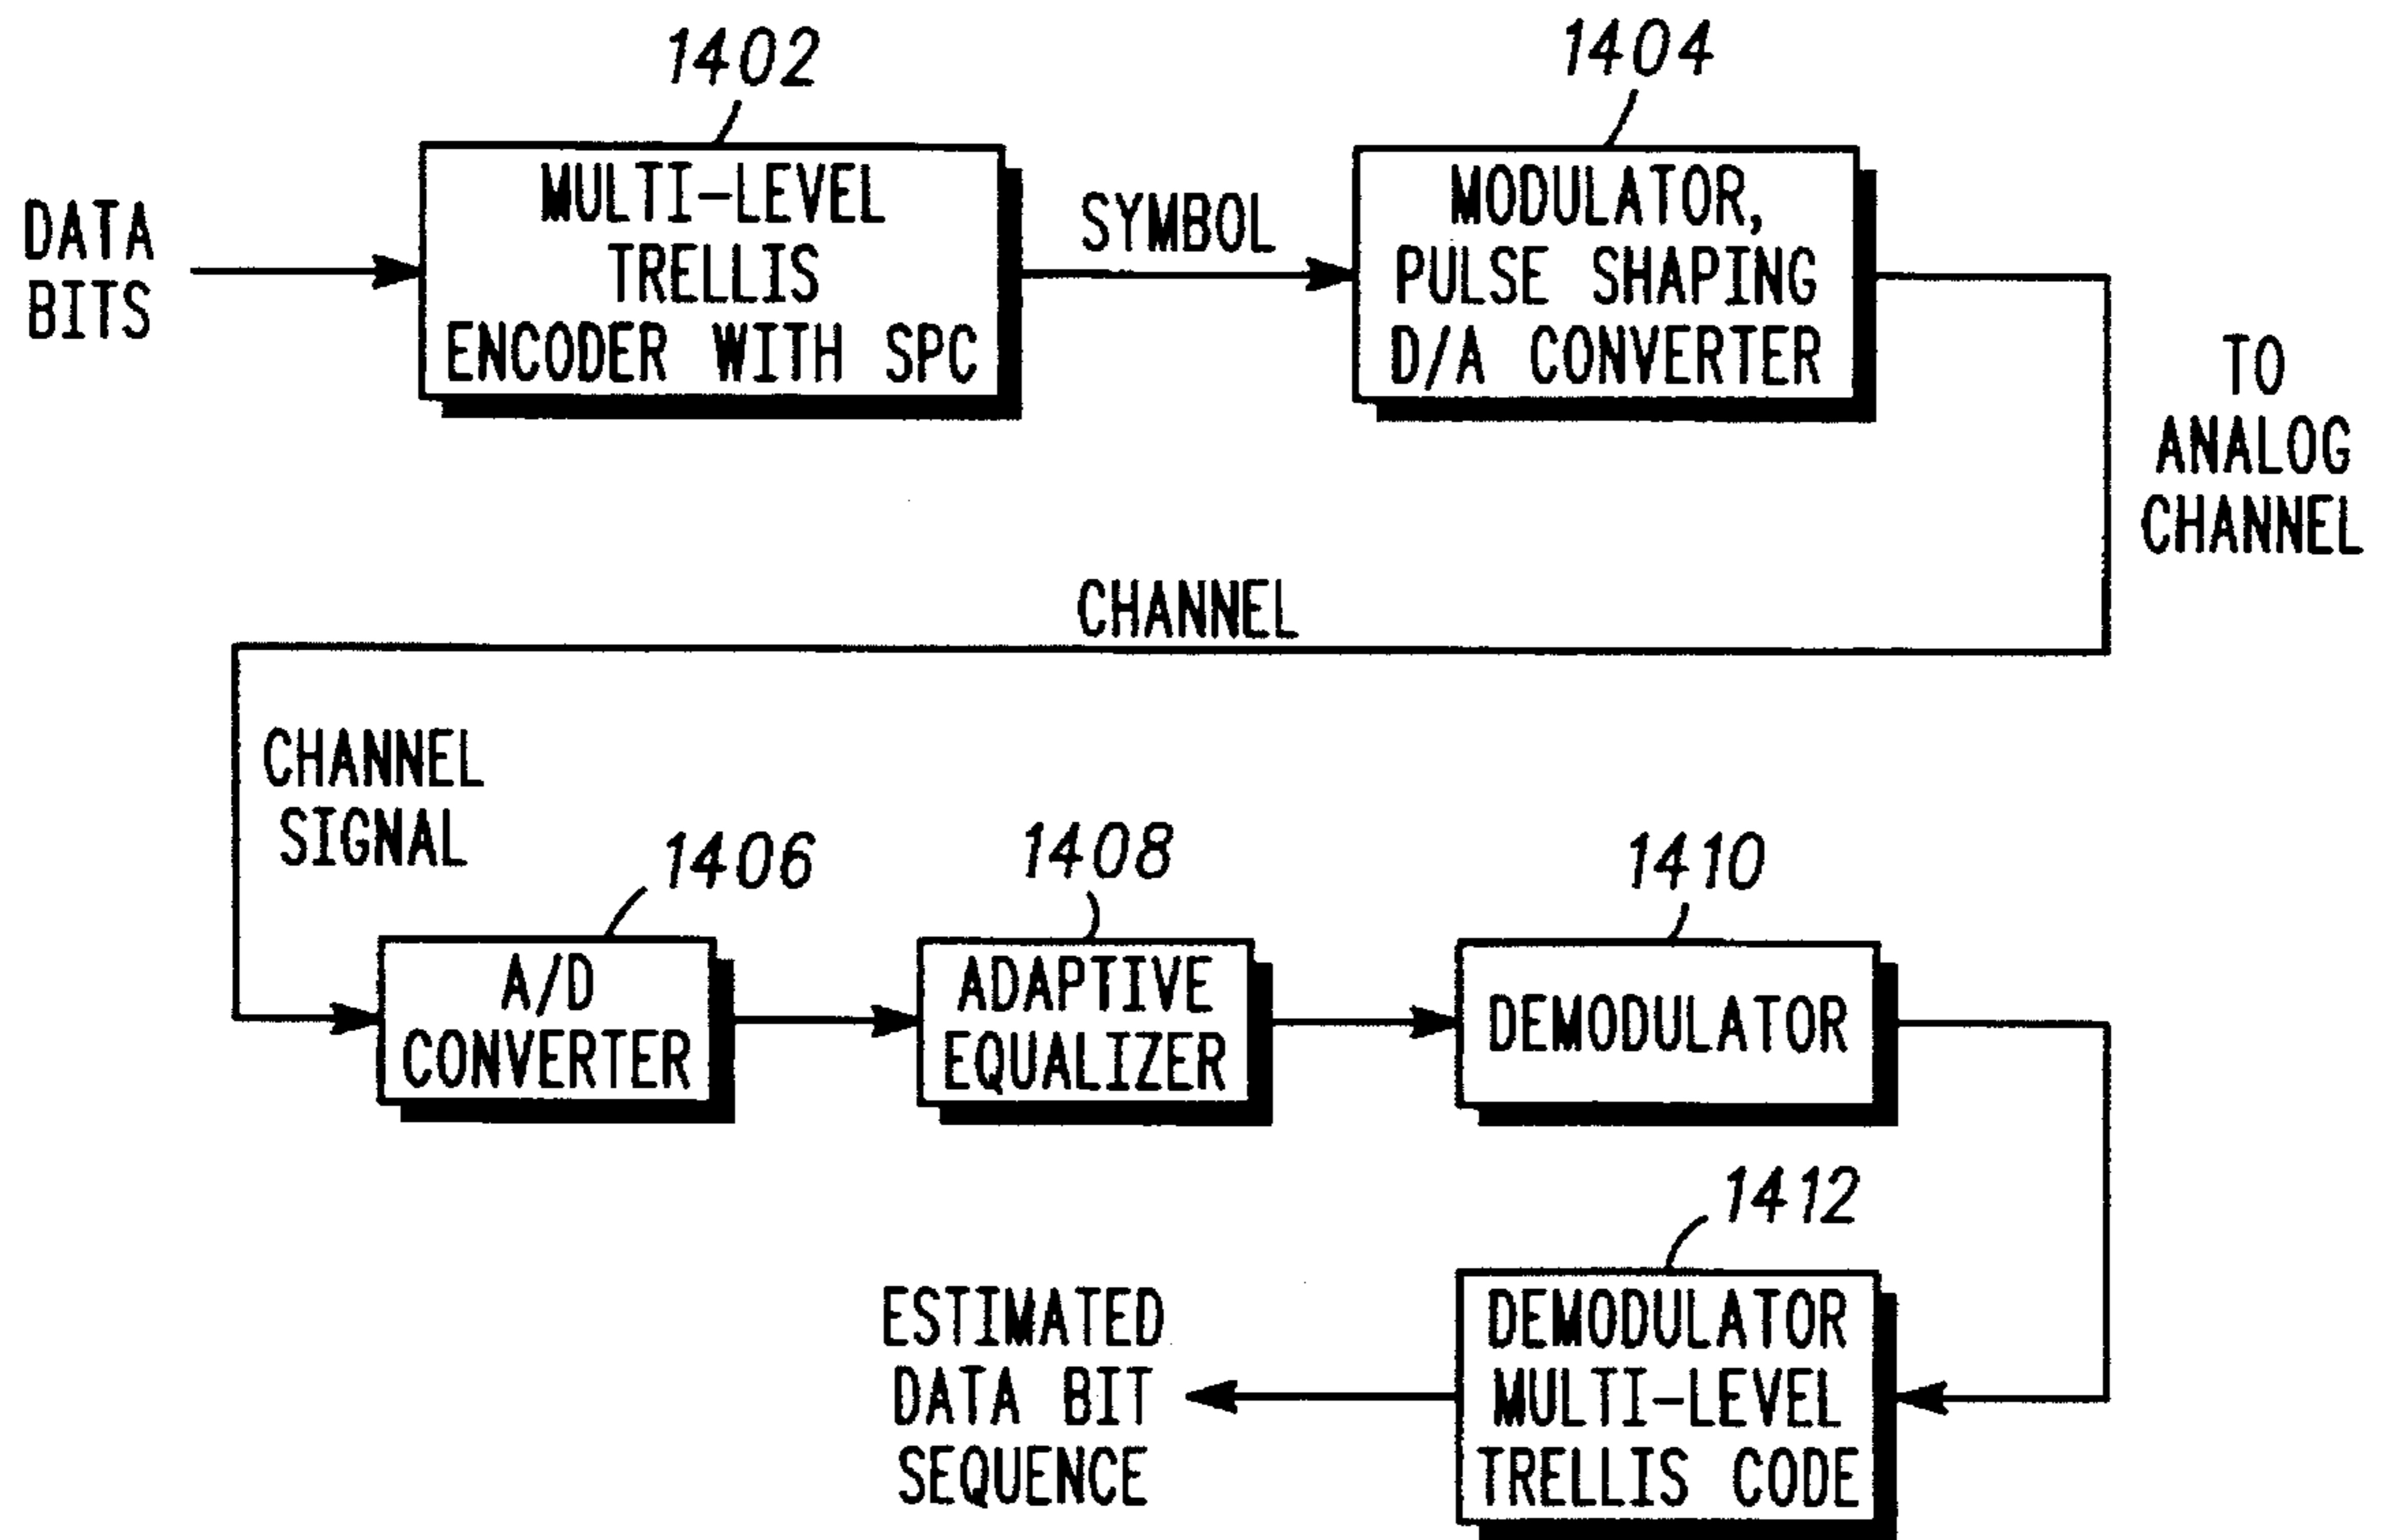 1402
1404
DATA
BITS
MULTI-LEVEL
TRELLIS
ENCODER WITH SPC
SYMBOL
MODULATOR,
PULSE SHAPING
D/A CONVERTER
TO
ANALOG
CHANNEL
CHANNEL
CHANNEL
SIGNAL
1406
1408
1410
A/D
CONVERTER
ADAPTIVE
EQUALIZER
DEMODULATOR
1412
ESTIMATED
DATA BIT
SEQUENCE
DEMODULATOR
MULTI-LEVEL
TRELLIS CODE